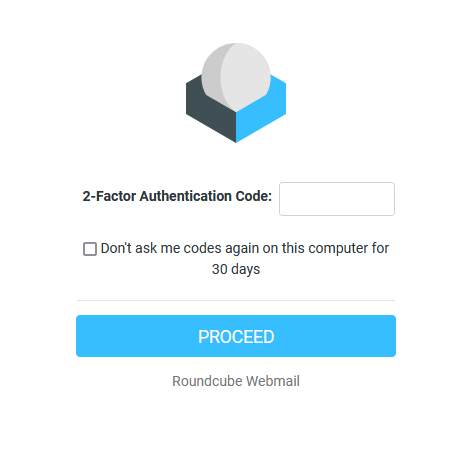 2-Factor Authentication Code:
Don't ask me codes again on this computer for
30 days
PROCEED
Roundcube Webmail